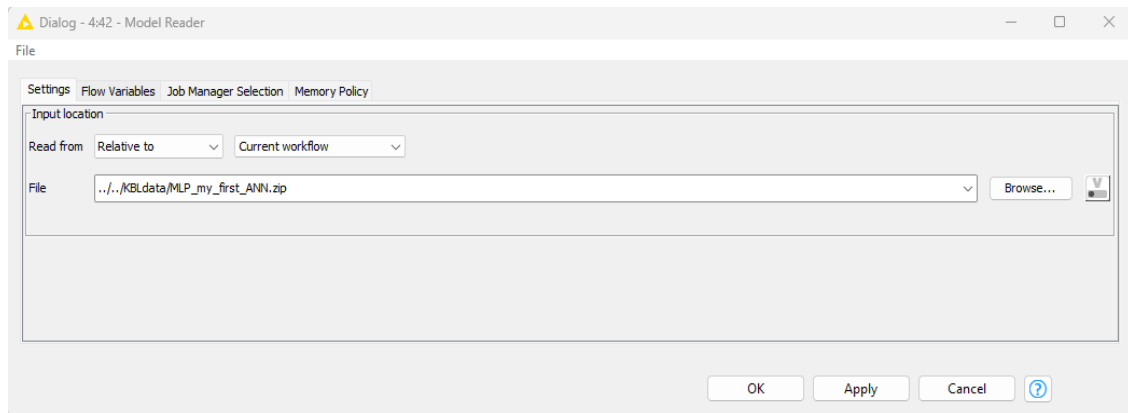 Dialog - 4:42 - Model Reader
File
Settings Flow Variables Job Manager Selection Memory Policy
Input location
Read from Relative to Current workflow
File ../../KBLdata/MLP_my_first_ANN.zip Browse... V
OK Apply Cancel ?